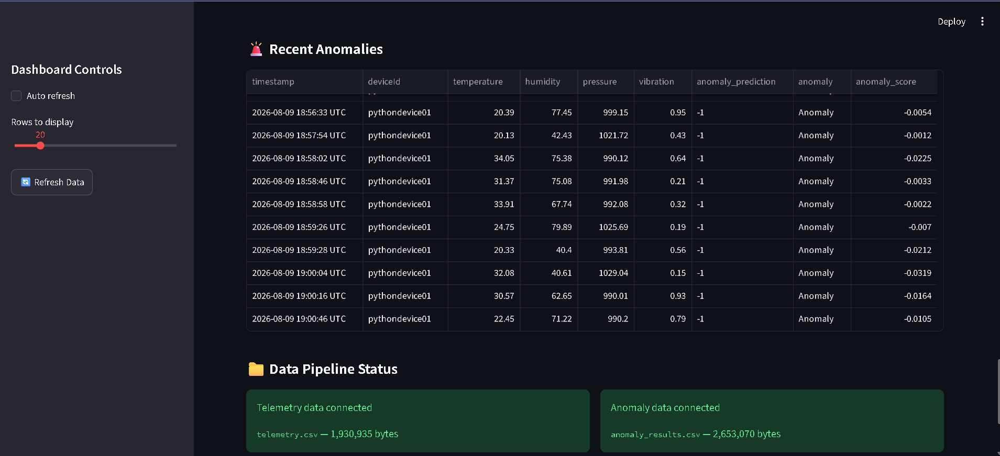 Deploy
Dashboard Controls
Auto refresh
Rows to display
20
Refresh Data
Recent Anomalies
timestamp deviceId temperature humidity pressure vibration anomaly_prediction anomaly anomaly_score
2026-08-09 18:56:33 UTC pythondevice01 20.39 77.45 999.15 0.95 -1 Anomaly -0.0054
2026-08-09 18:57:54 UTC pythondevice01 20.13 42.43 1021.72 0.43 -1 Anomaly -0.0012
2026-08-09 18:58:02 UTC pythondevice01 34.05 75.38 990.12 0.64 -1 Anomaly -0.0225
2026-08-09 18:58:46 UTC pythondevice01 31.37 75.08 991.98 0.21 -1 Anomaly -0.0033
2026-08-09 18:58:58 UTC pythondevice01 33.91 67.74 992.08 0.32 -1 Anomaly -0.0022
2026-08-09 18:59:26 UTC pythondevice01 24.75 79.89 1025.69 0.19 -1 Anomaly -0.007
2026-08-09 18:59:28 UTC pythondevice01 20.33 40.4 993.81 0.56 -1 Anomaly -0.0212
2026-08-09 19:00:04 UTC pythondevice01 32.08 40.61 1029.04 0.15 -1 Anomaly -0.0319
2026-08-09 19:00:16 UTC pythondevice01 30.57 62.65 990.01 0.93 -1 Anomaly -0.0164
2026-08-09 19:00:46 UTC pythondevice01 22.45 71.22 990.2 0.79 -1 Anomaly -0.0105
Data Pipeline Status
Telemetry data connected
telemetry.csv — 1,930,935 bytes
Anomaly data connected
anomaly_results.csv — 2,653,070 bytes